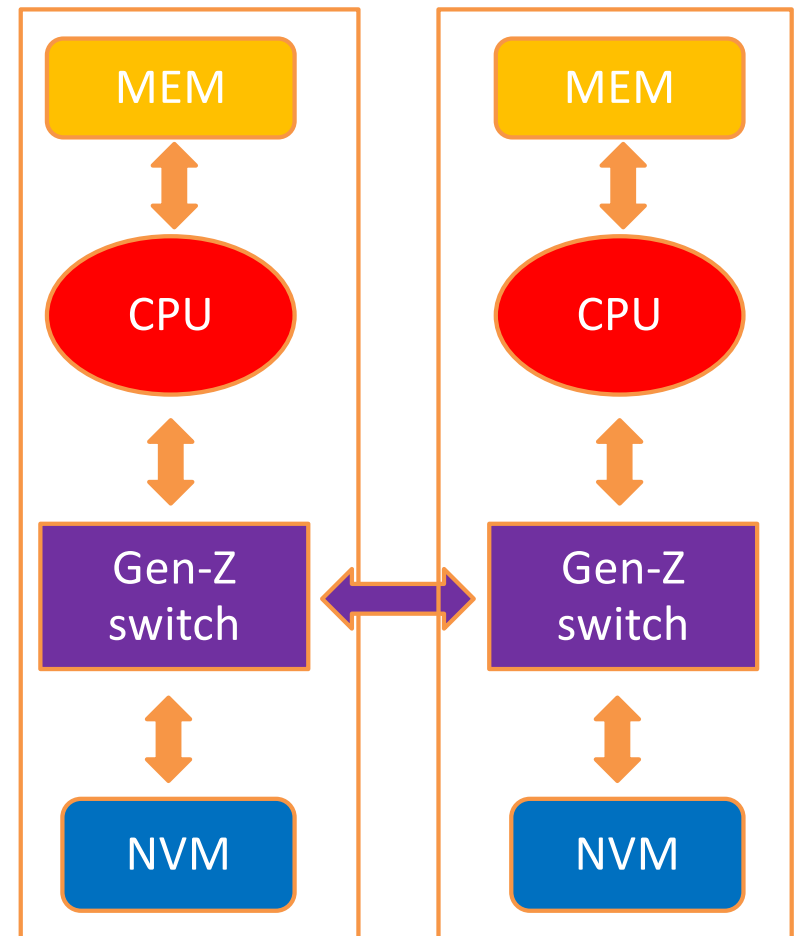 MEM
CPU
Gen-Z
switch
NVM
MEM
CPU
Gen-Z
switch
NVM